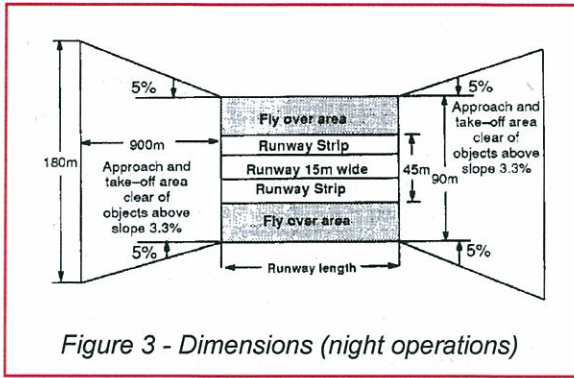 5%
5%
Fly over area
900m
Approach and
take–off area
clear of
objects above
slope 3.3%
180m
Runway Strip
Runway 15m wide
Runway Strip
45m
90m
Approach and
take–off area
clear of
objects above
slope 3.3%
Fly over area
5%
5%
Runway length
Figure 3 - Dimensions (night operations)